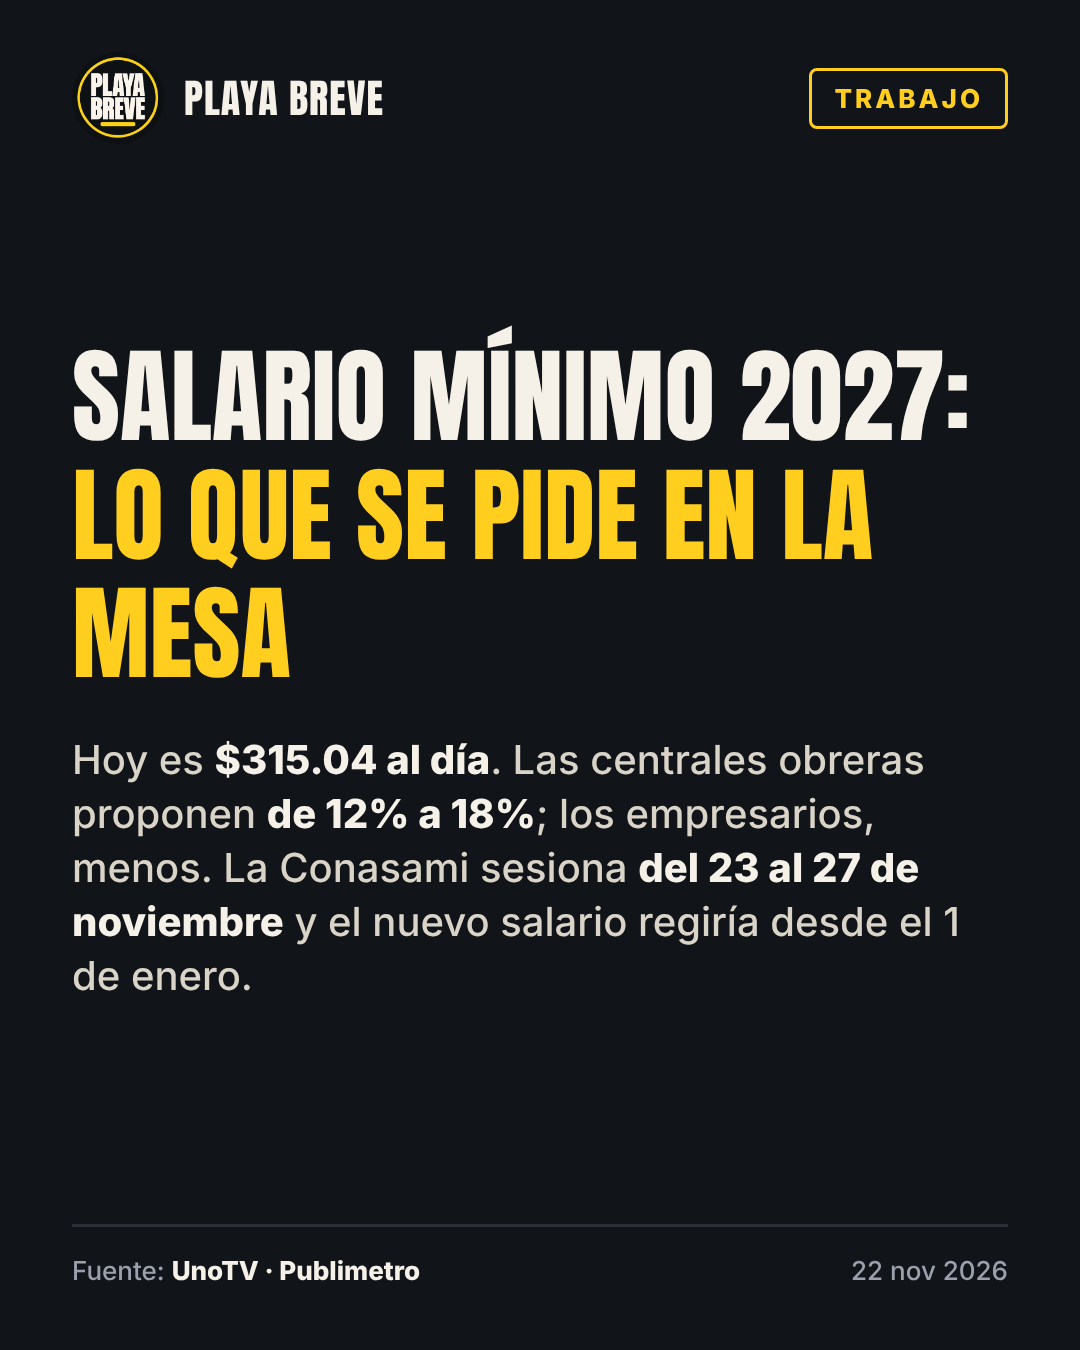 PLAYA
BREVE
PLAYA BREVE
TRABAJO
SALARIO MÍNIMO 2027:
LO QUE SE PIDE EN LA
MESA
Hoy es $315.04 al día. Las centrales obreras
proponen de 12% a 18%; los empresarios,
menos. La Conasami sesiona del 23 al 27 de
noviembre y el nuevo salario regiría desde el 1
de enero.
Fuente: UnoTV · Publimetro
22 nov 2026